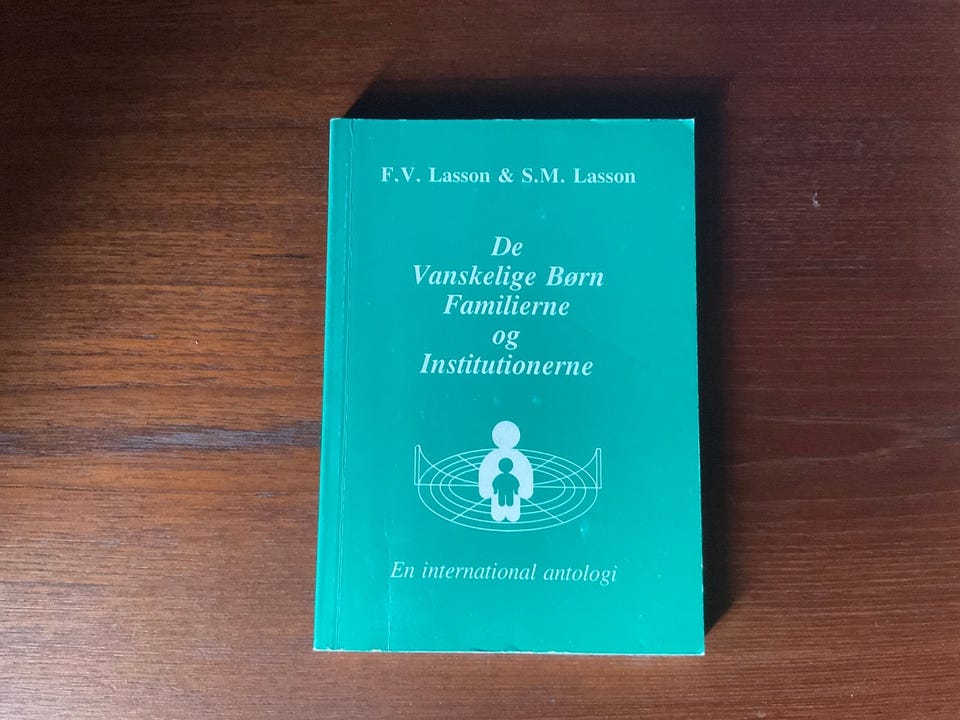 F.V. Lasson & S.M. Lasson
De
Vanskelige Børn
Familierne
og
Institutionerne
En international antologi